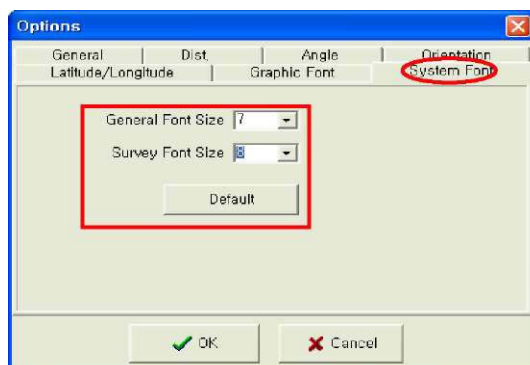 Options
General Dist. Angle Orientation
Latitude/Longitude Graphic Font System Font
General Font Size 7
Survey Font Size 8
Default
OK Cancel